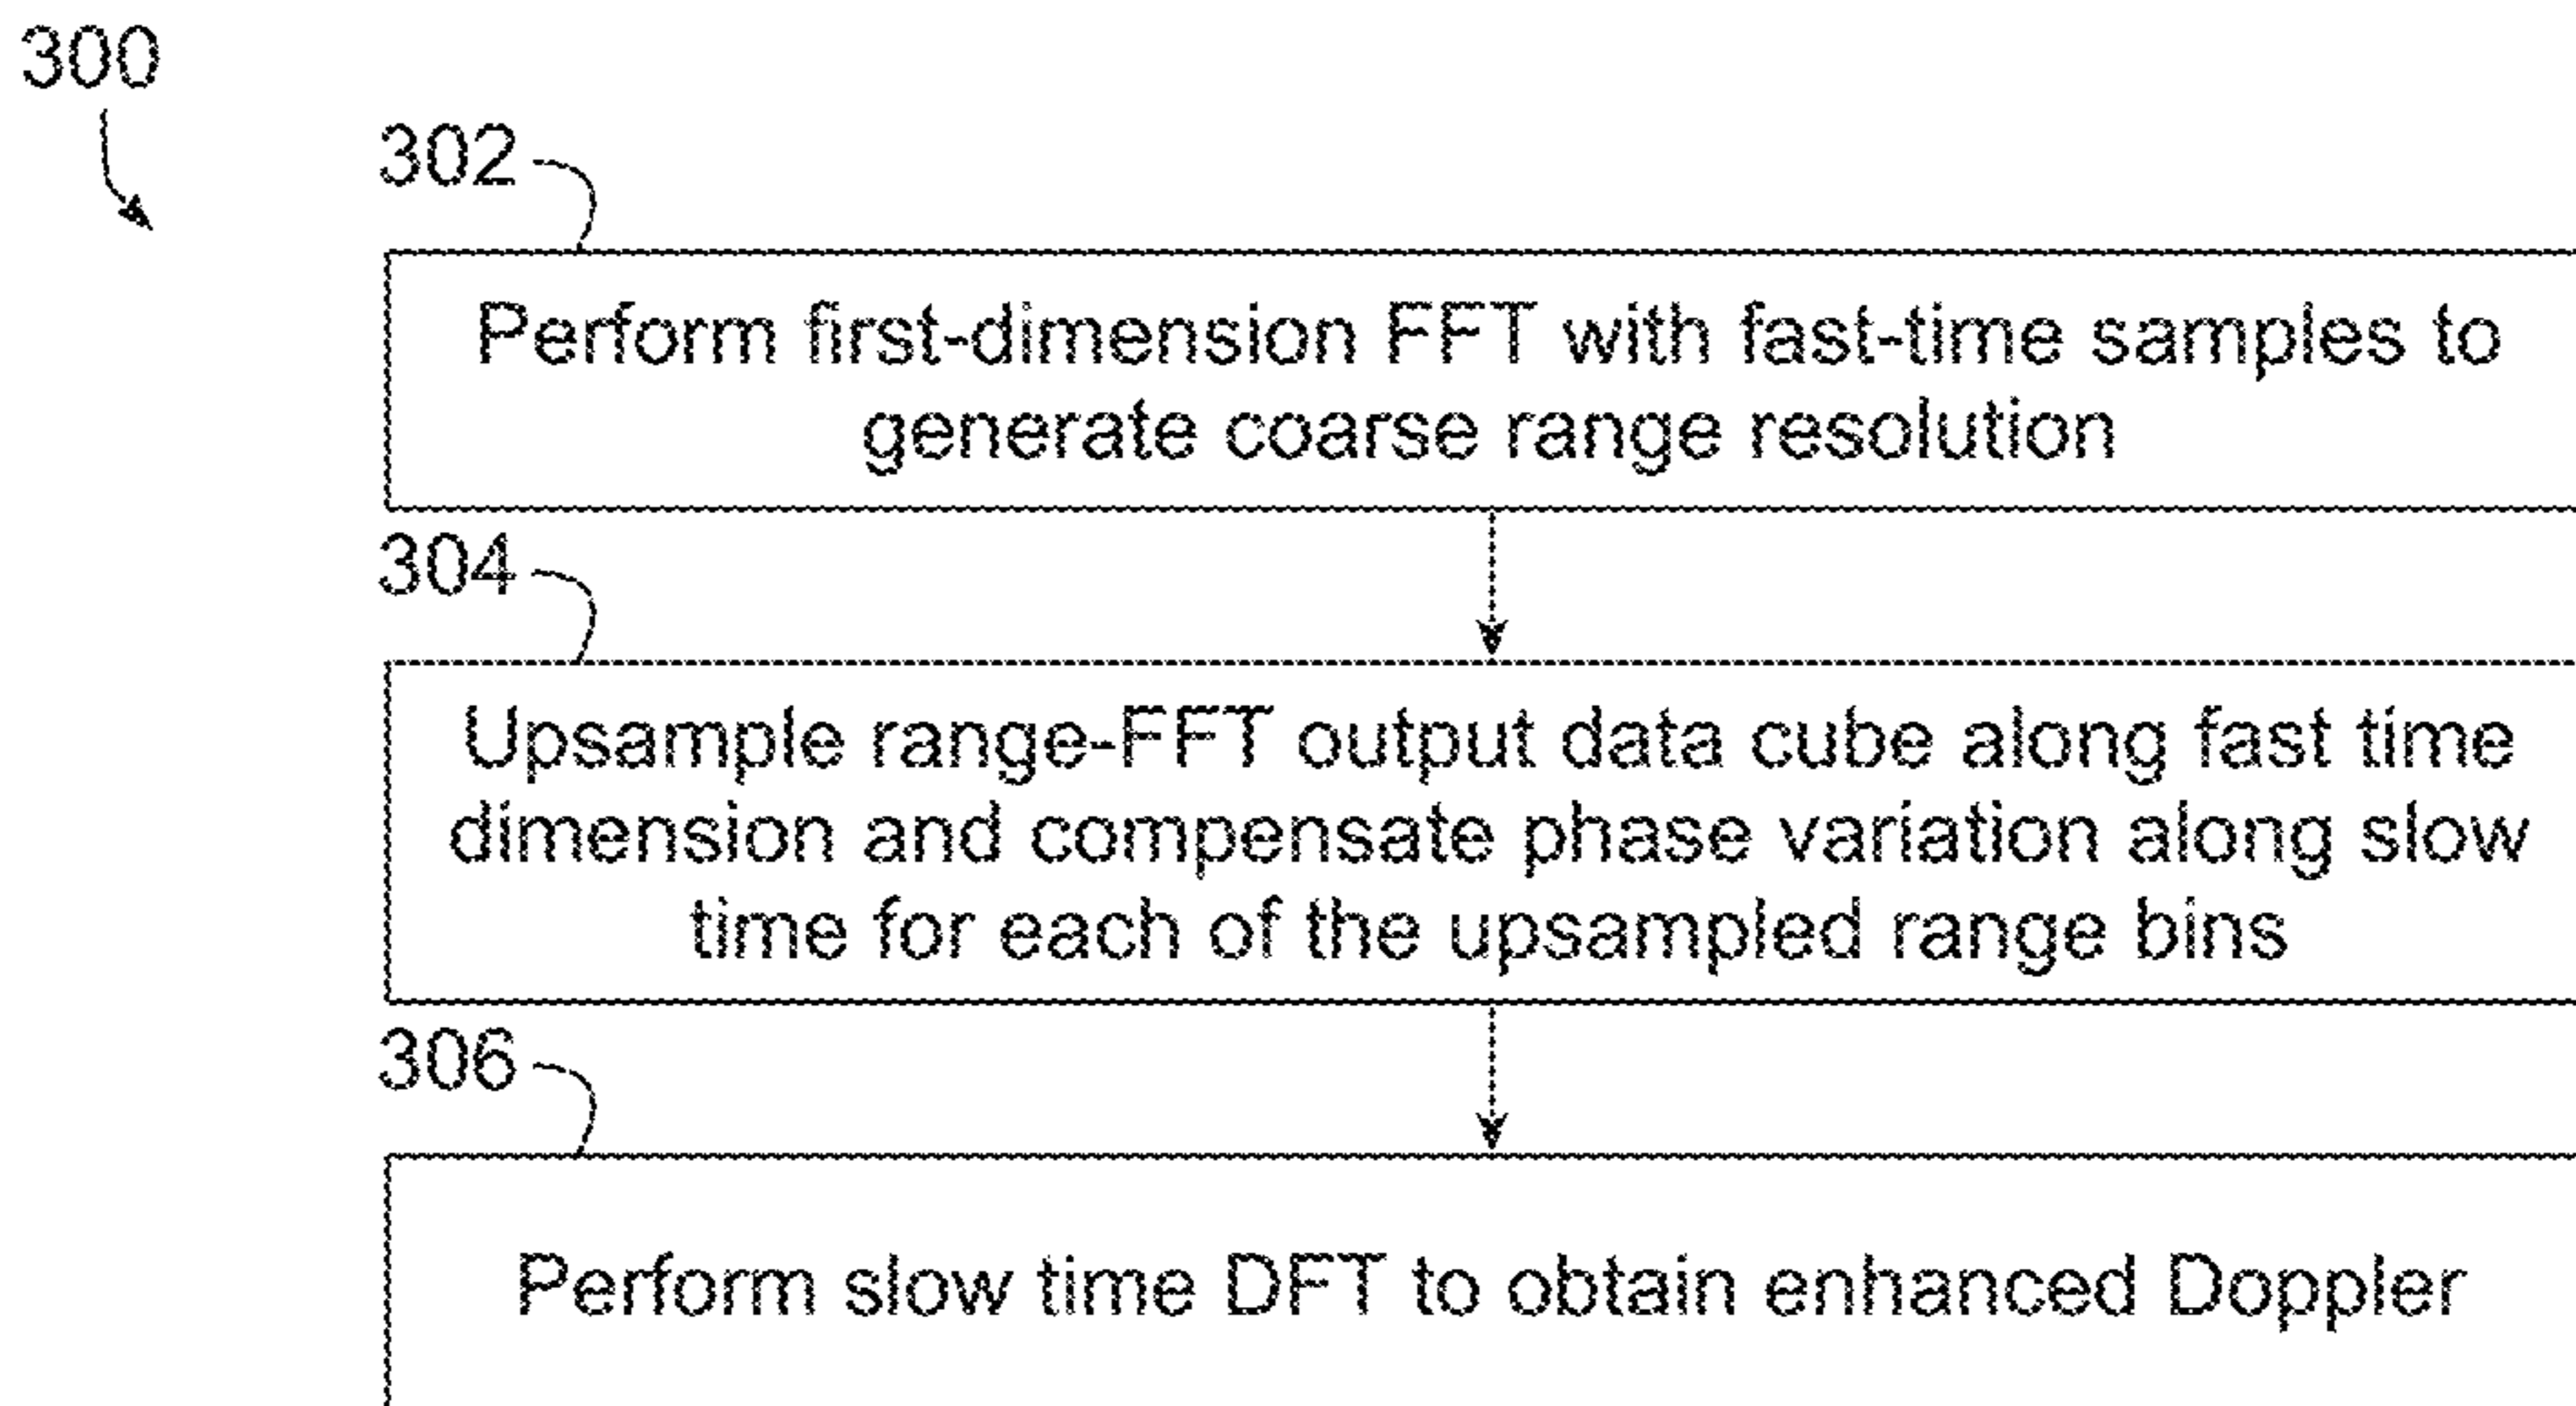 300
302
Perform first-dimension FFT with fast-time samples to
generate coarse range resolution
304
Upsample range-FFT output data cube along fast time
dimension and compensate phase variation along slow
time for each of the upsampled range bins
306
Perform slow time DFT to obtain enhanced Doppler